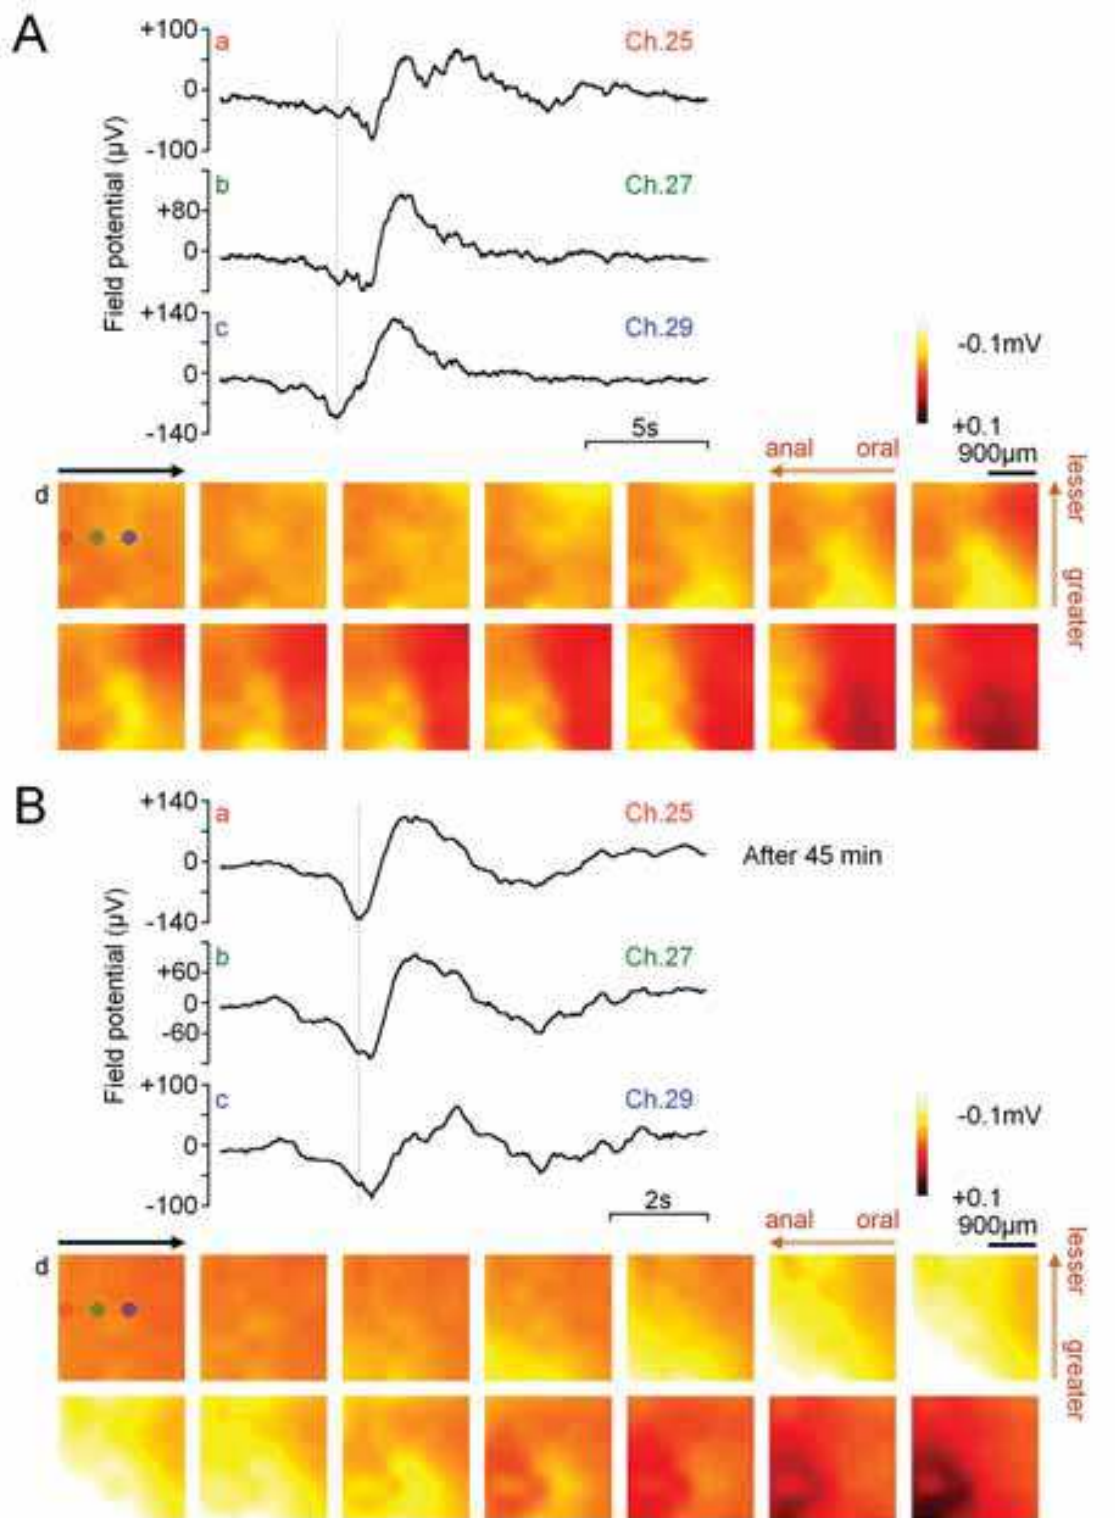 A
+100
a
Ch.25
0
-100
b
Ch.27
+80
0
+140
c
Ch.29
0
-140
Field potential (µV)
5s
-0.1mV
+0.1
900µm
anal oral
lesser
greater
d
B
+140
a
Ch.25
0
After 45 min
-140
b
Ch.27
+60
0
-60
+100
c
Ch.29
0
-100
Field potential (µV)
2s
-0.1mV
+0.1
900µm
anal oral
lesser
greater
d